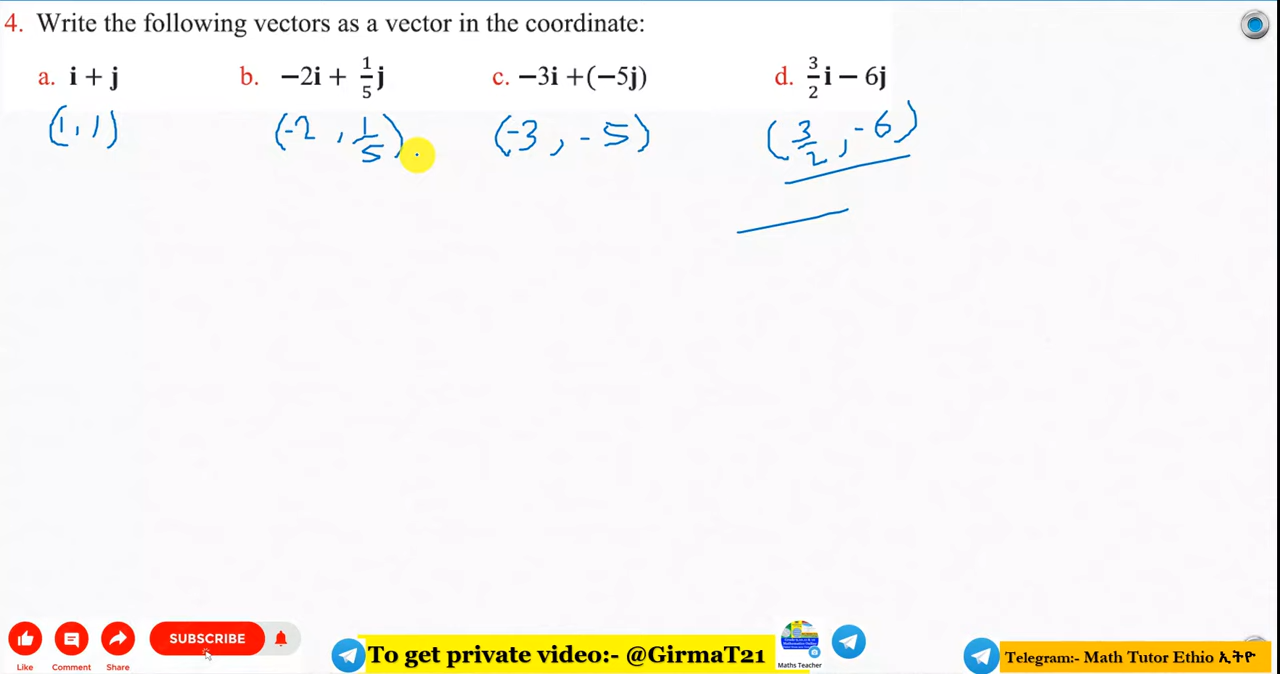 4. Write the following vectors as a vector in the coordinate:
a. i + j b. −2i + 1/5 j c. −3i +(−5j) d. 3/2 i − 6j
(1, 1) (-2, 1/5) (-3, -5) (3/2, -6)
SUBSCRIBE
Like Comment Share
To get private video:- @GirmaT21
Maths Teacher
Telegram:- Math Tutor Ethio ኢትዮ